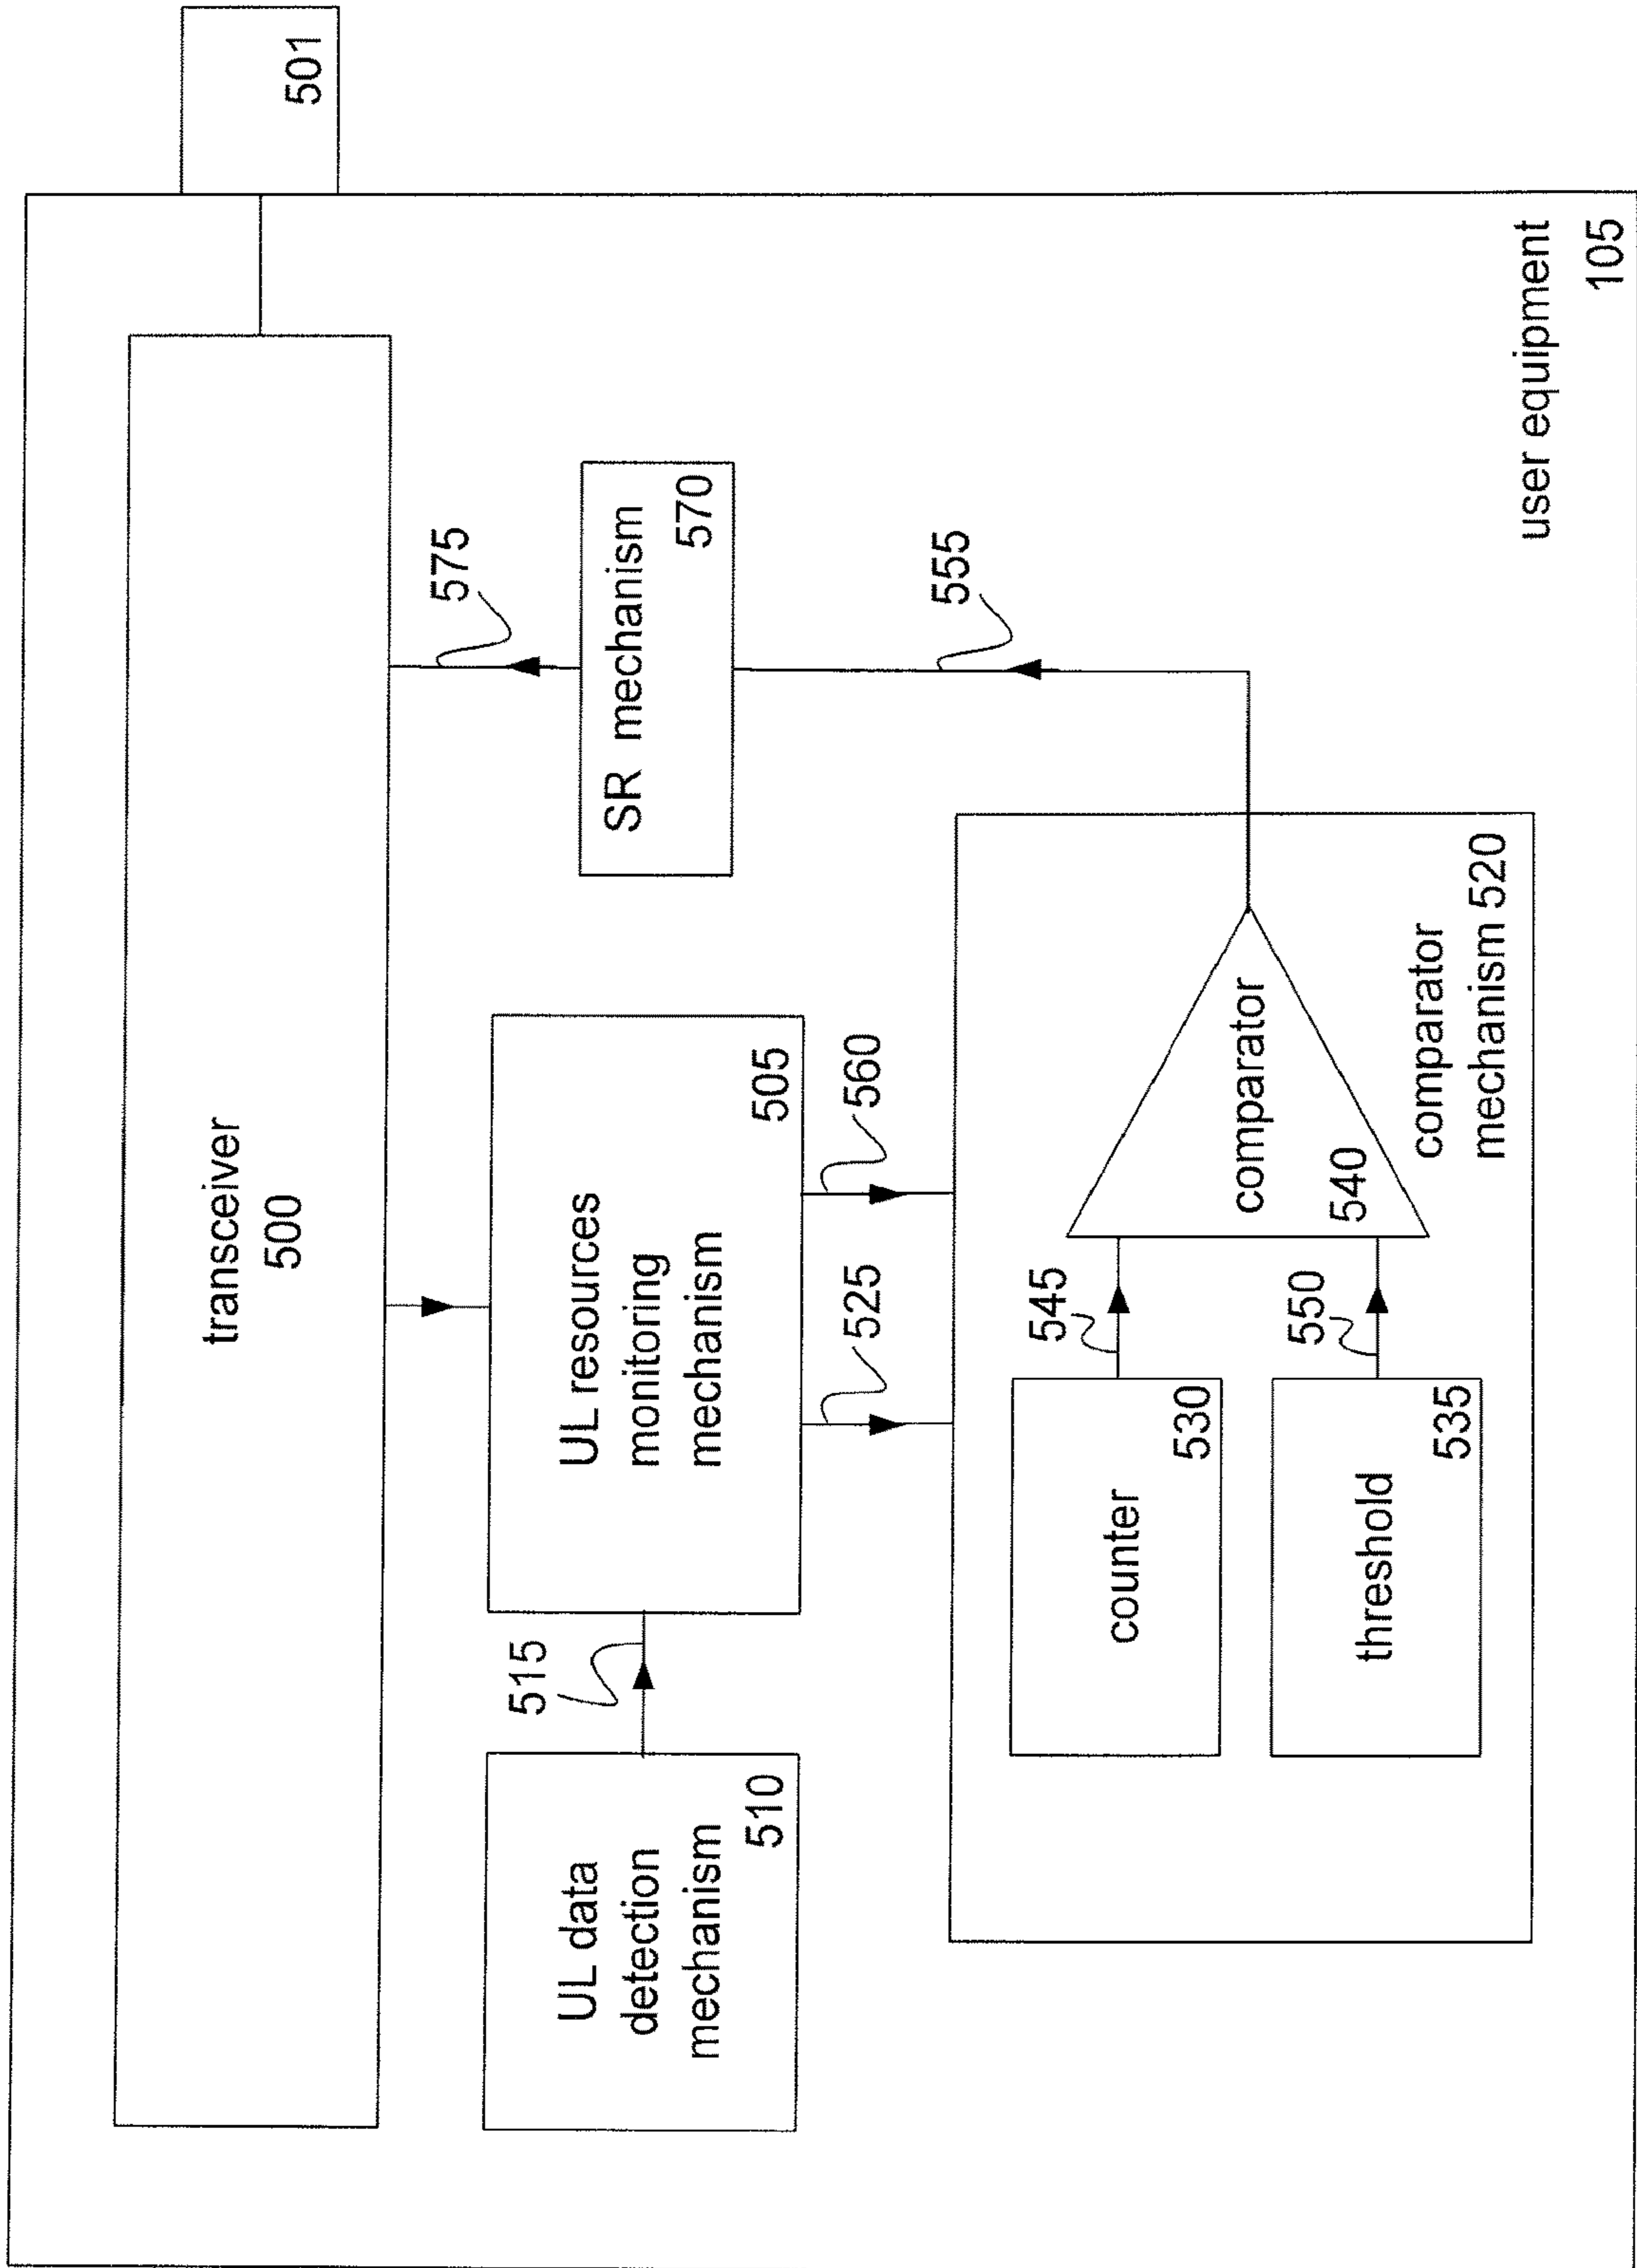 501
transceiver
500
575
SR mechanism
570
555
UL resources
monitoring
mechanism
505
515
UL data
detection
mechanism
510
525
560
counter
530
545
threshold
535
550
comparator
540
comparator
mechanism 520
user equipment
105